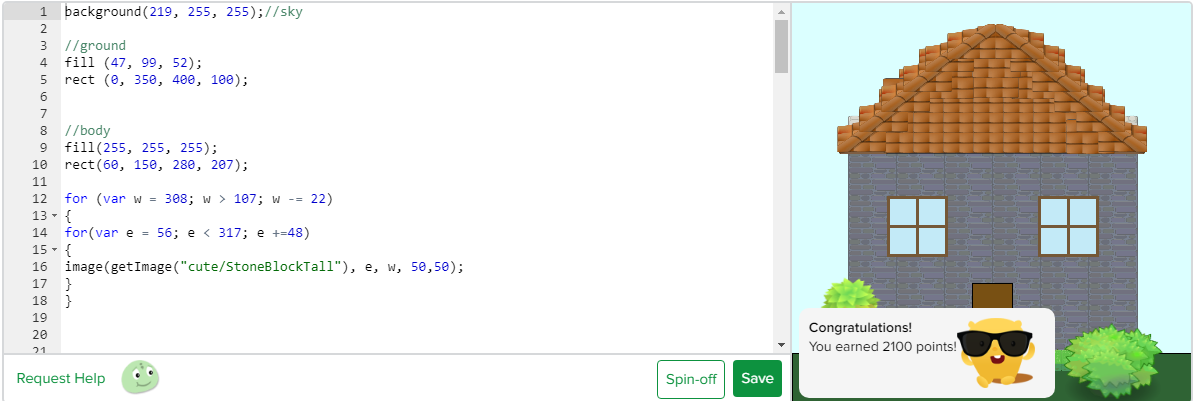 1 background(219, 255, 255);//sky
2
3 //ground
4 fill (47, 99, 52);
5 rect (0, 350, 400, 100);
6
7
8 //body
9 fill(255, 255, 255);
10 rect(60, 150, 280, 207);
11
12 for (var w = 308; w > 107; w -= 22)
13 {
14 for(var e = 56; e < 317; e +=48)
15 {
16 image(getImage("cute/StoneBlockTall"), e, w, 50,50);
17 }
18 }
19
20
21
Request Help
Spin-off
Save
Congratulations!
You earned 2100 points!